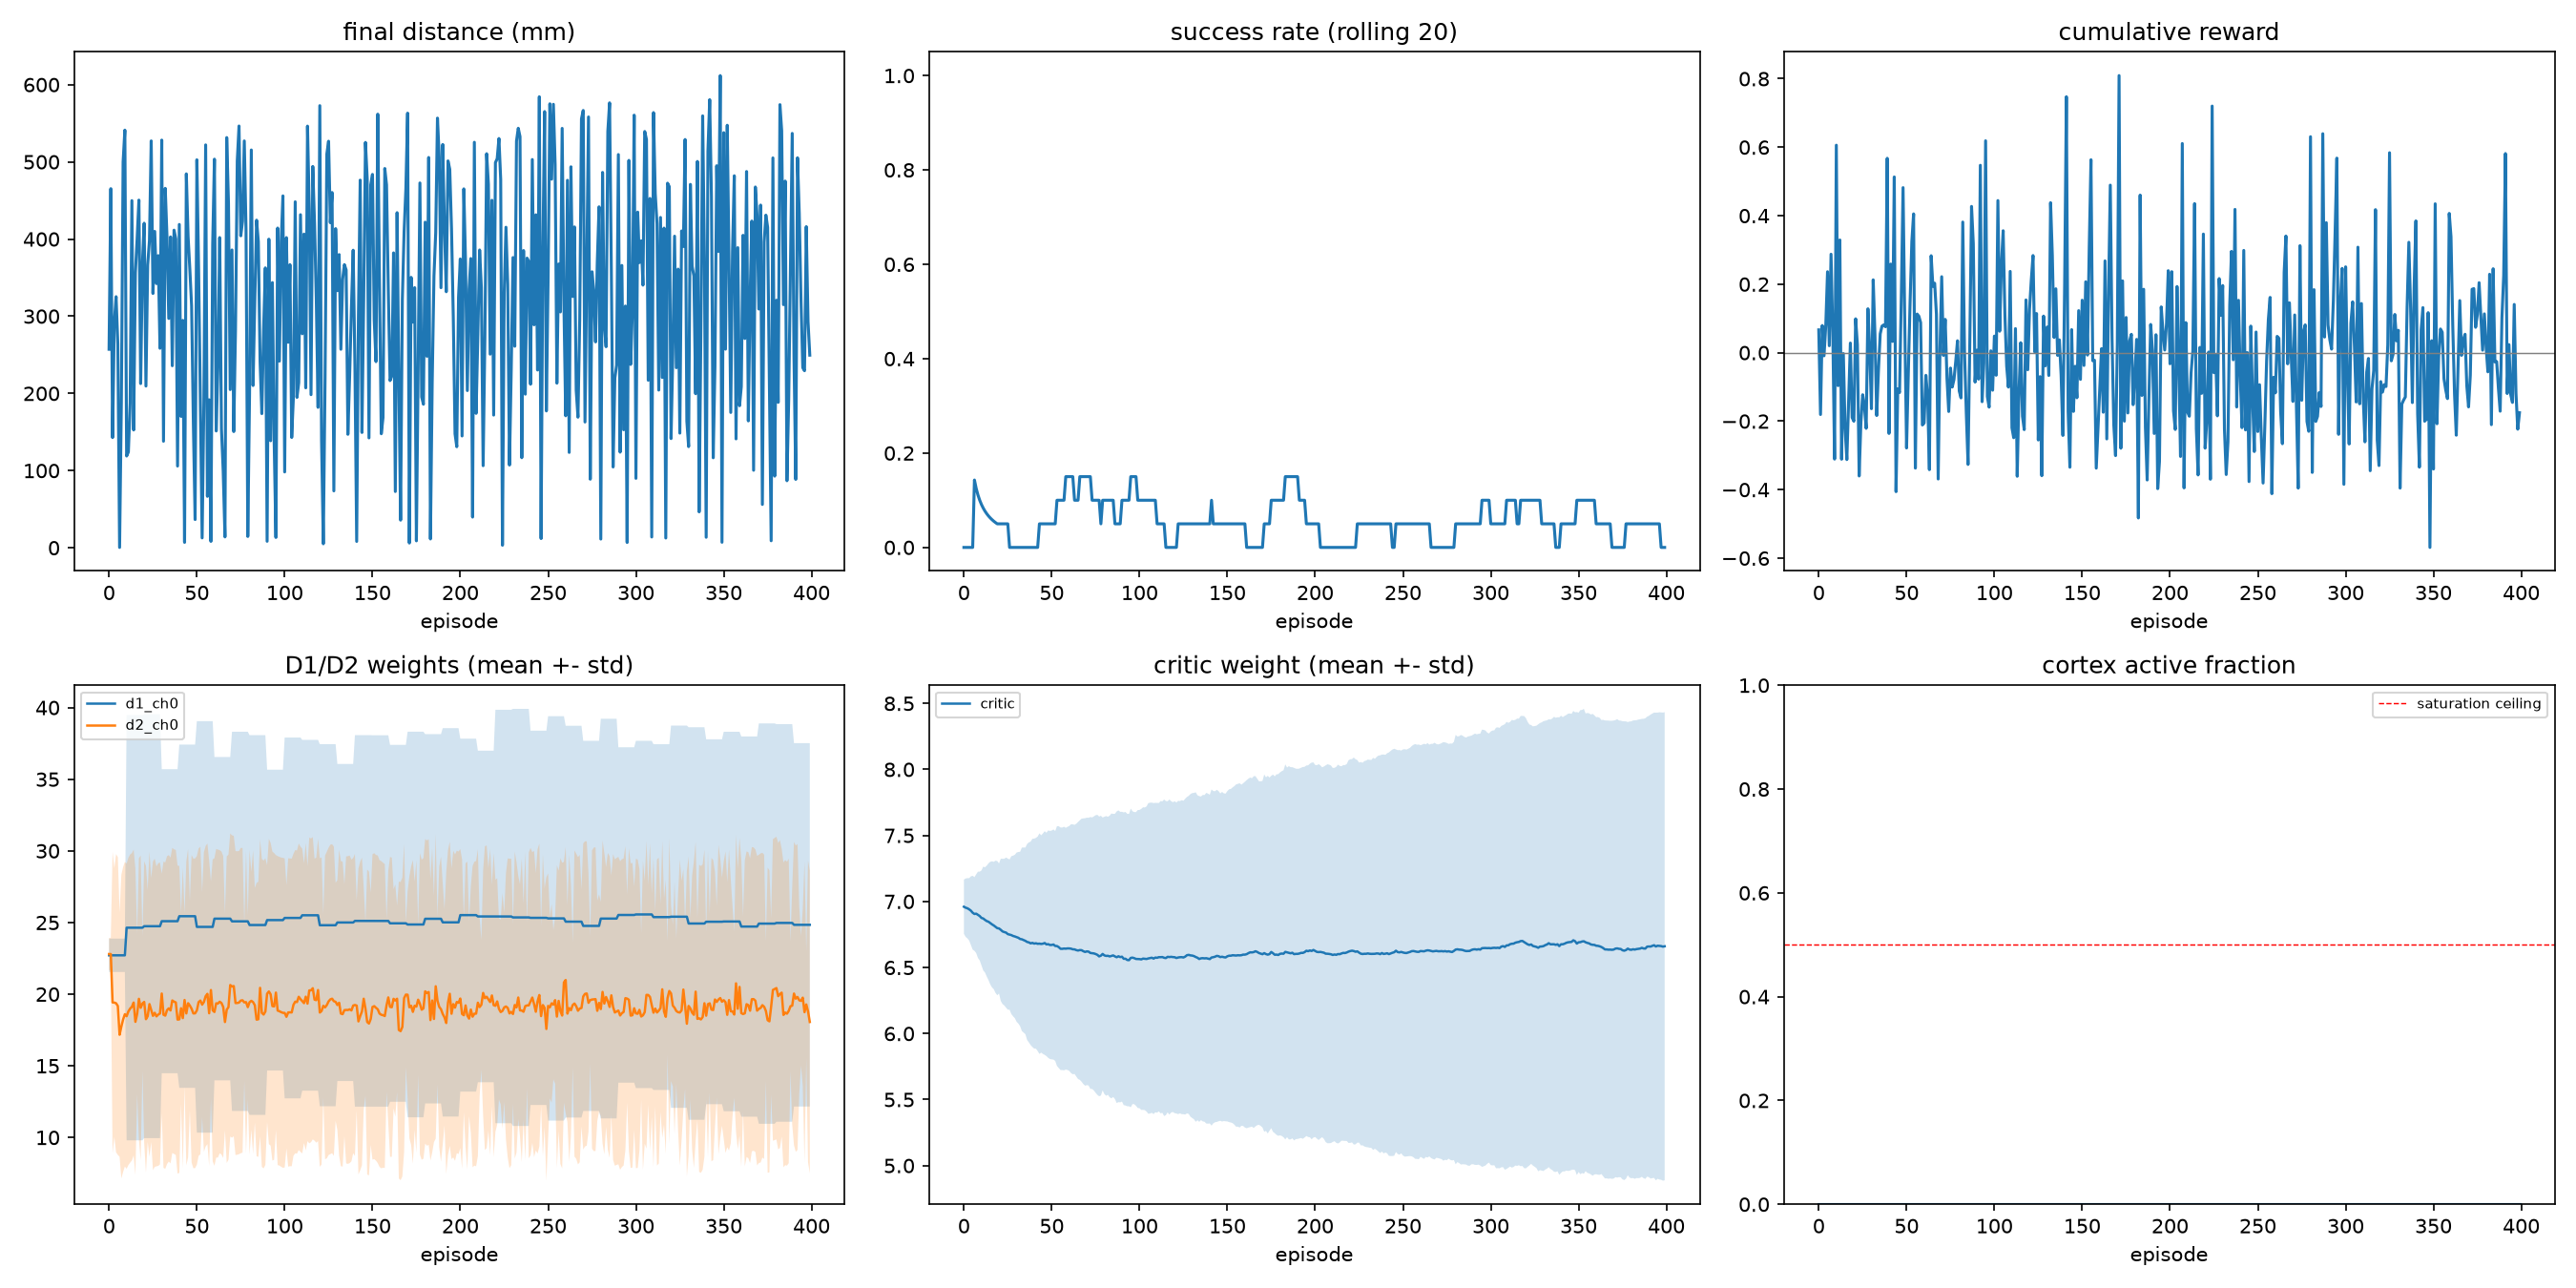 final distance (mm)
600
500
400
300
200
100
0
0 50 100 150 200 250 300 350 400
episode
success rate (rolling 20)
1.0
0.8
0.6
0.4
0.2
0.0
0 50 100 150 200 250 300 350 400
episode
cumulative reward
0.8
0.6
0.4
0.2
0.0
−0.2
−0.4
−0.6
0 50 100 150 200 250 300 350 400
episode
D1/D2 weights (mean +- std)
d1_ch0
d2_ch0
40
35
30
25
20
15
10
0 50 100 150 200 250 300 350 400
episode
critic weight (mean +- std)
critic
8.5
8.0
7.5
7.0
6.5
6.0
5.5
5.0
0 50 100 150 200 250 300 350 400
episode
cortex active fraction
saturation ceiling
1.0
0.8
0.6
0.4
0.2
0.0
0 50 100 150 200 250 300 350 400
episode